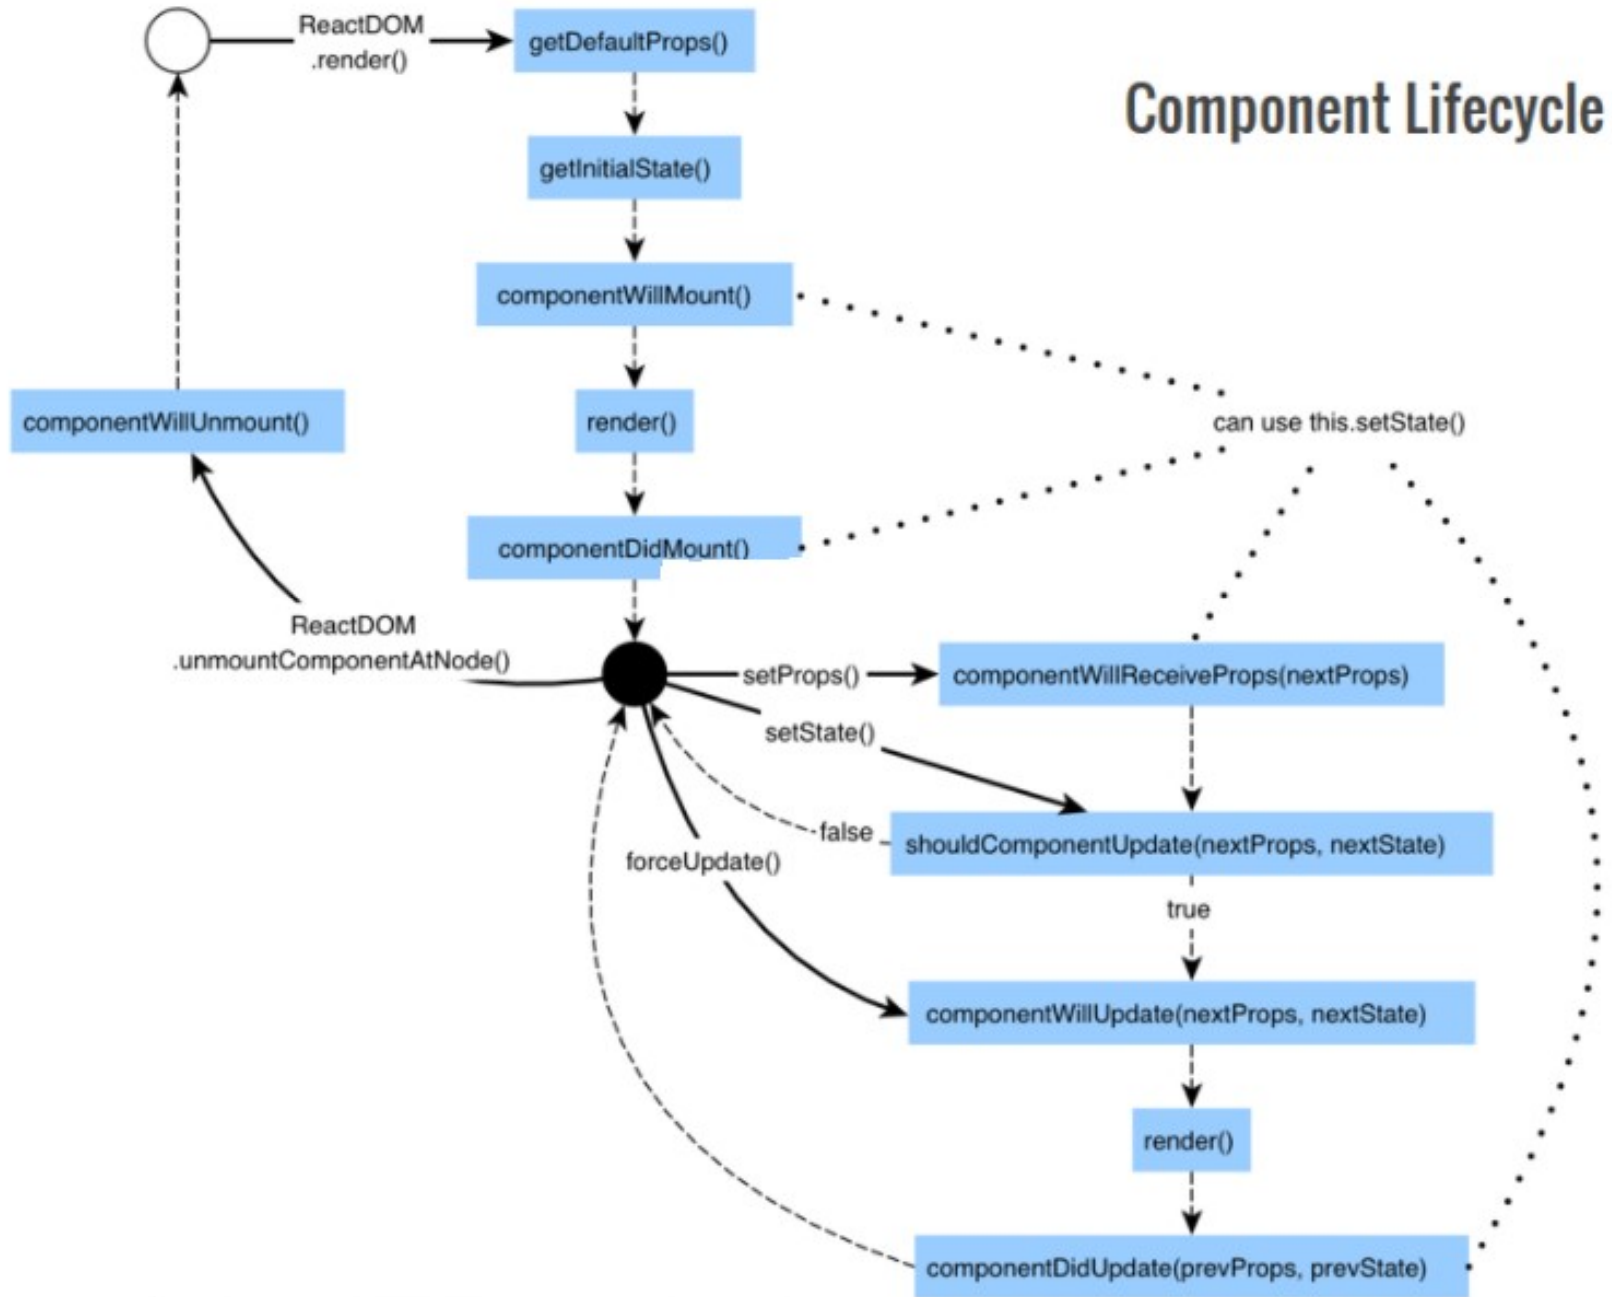 ReactDOM
.render()
getDefaultProps()
Component Lifecycle
getInitialState()
componentWillMount()
componentWillUnmount()
render()
can use this.setState()
componentDidMount()
ReactDOM
.unmountComponentAtNode()
setProps()
componentWillReceiveProps(nextProps)
setState()
false
shouldComponentUpdate(nextProps, nextState)
forceUpdate()
true
componentWillUpdate(nextProps, nextState)
render()
componentDidUpdate(prevProps, prevState)